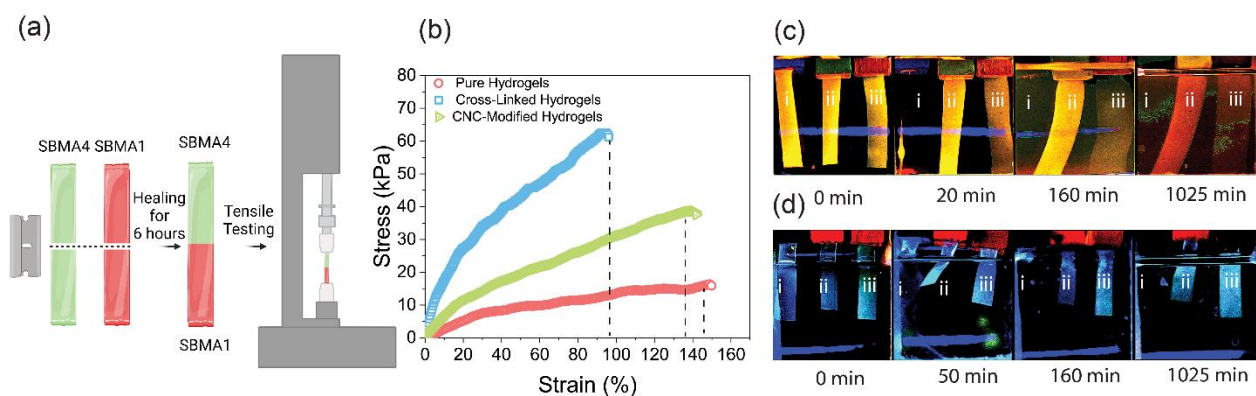 (a)
SBMA4 SBMA1
SBMA4
Healing
for
6 hours
Tensile
Testing
SBMA1
(b)
Stress (kPa)
80
70
60
50
40
30
20
10
0
Pure Hydrogels
Cross-Linked Hydrogels
CNC-Modified Hydrogels
0 20 40 60 80 100 120 140 160
Strain (%)
(c)
i ii iii
i ii iii
i ii iii
i ii iii
0 min 20 min 160 min 1025 min
(d)
i ii iii
i ii iii
i ii iii
i ii iii
0 min 50 min 160 min 1025 min